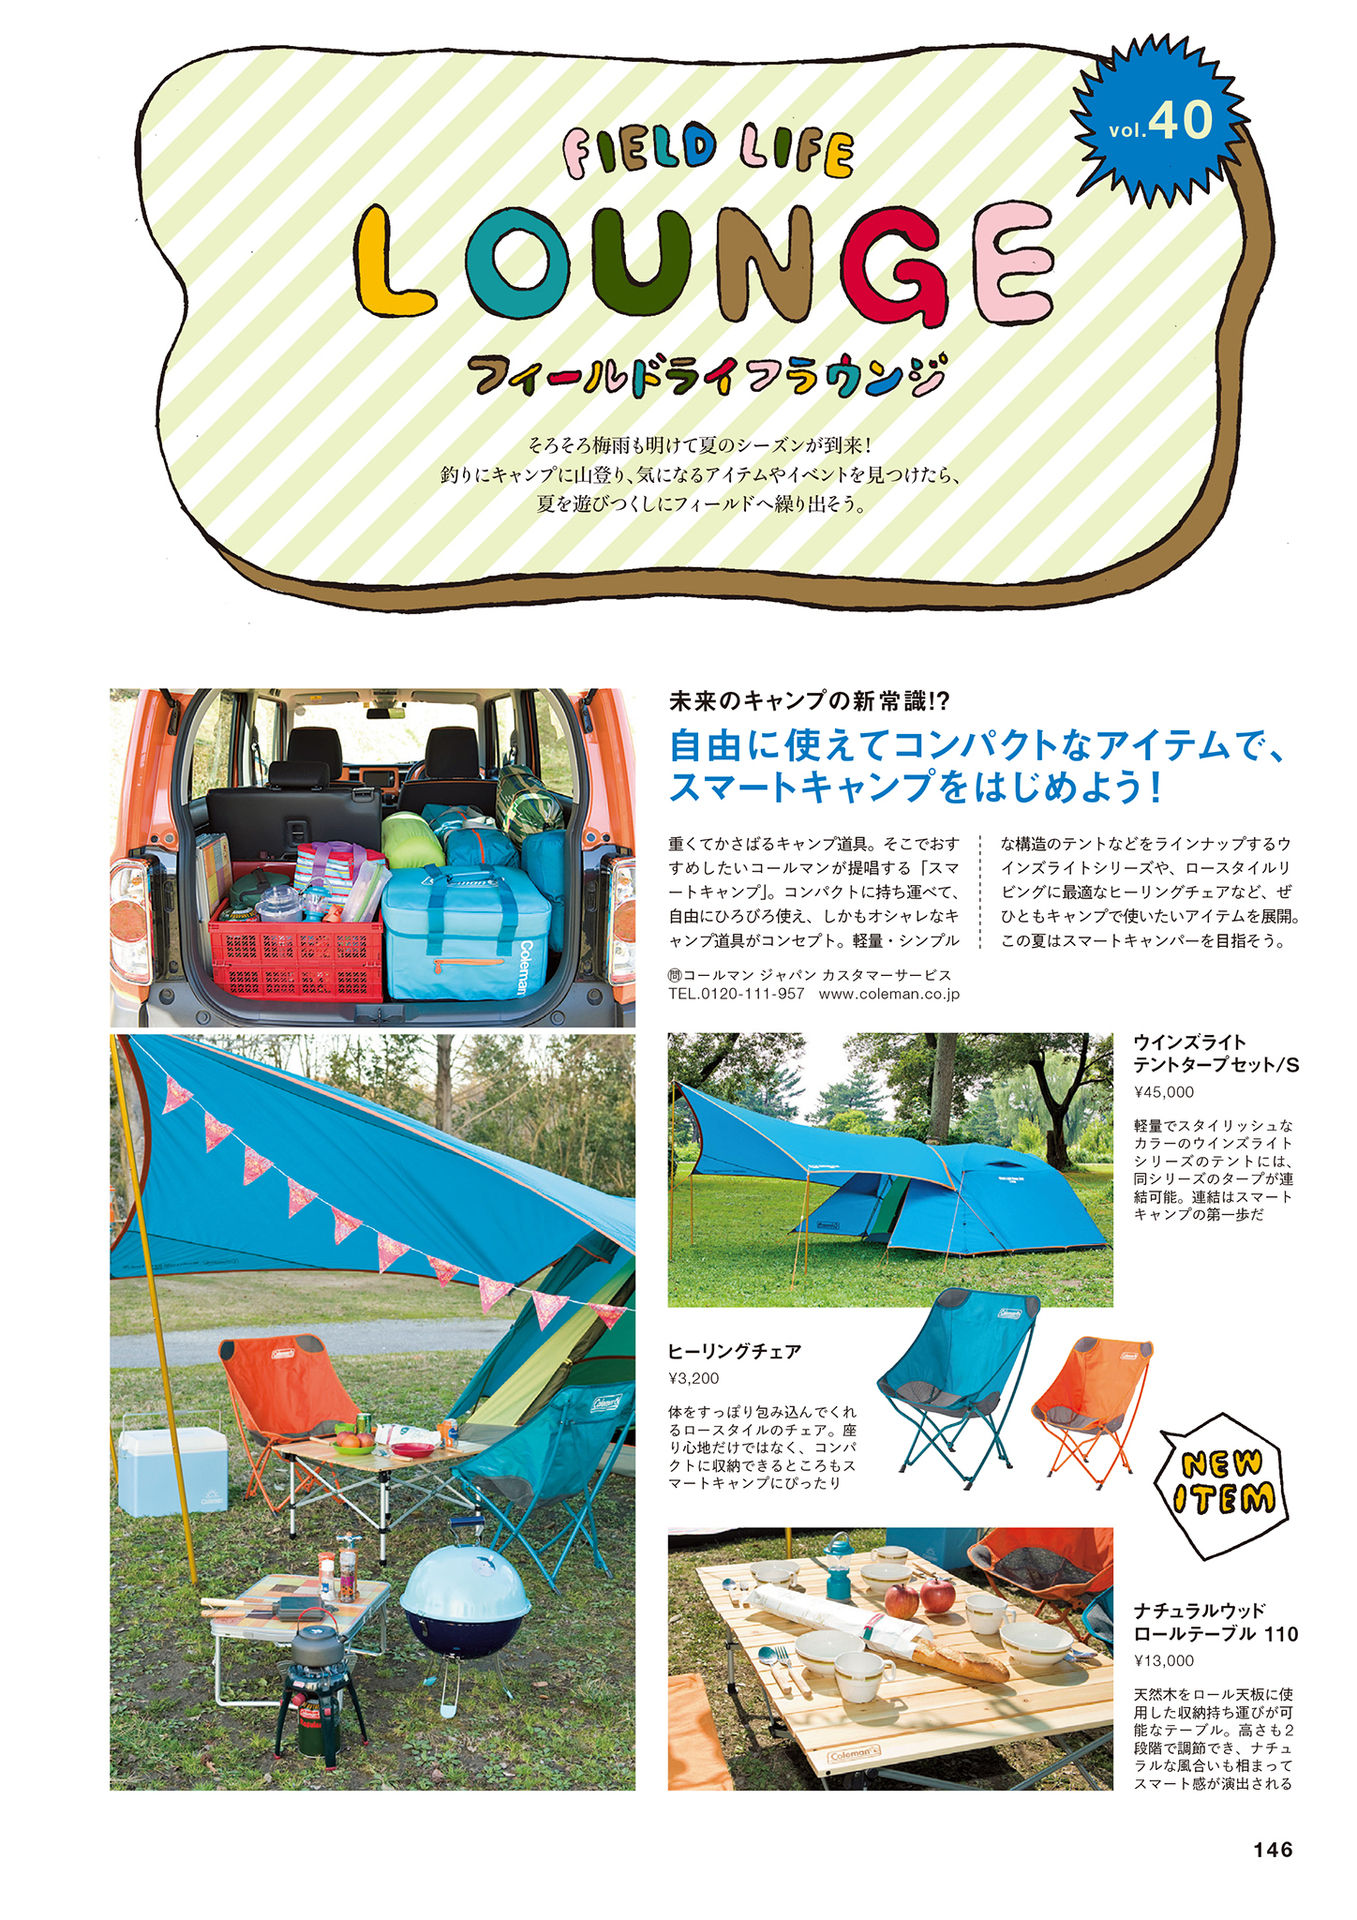 vol.40
FIELD LIFE
LOUNGE
フィールドライフラウンジ
そろそろ梅雨も明けて夏のシーズンが到来！
釣りにキャンプに山登り、気になるアイテムやイベントを見つけたら、
夏を遊びつくしにフィールドへ繰り出そう。
未来のキャンプの新常識!?
自由に使えてコンパクトなアイテムで、
スマートキャンプをはじめよう！
重くてかさばるキャンプ道具。そこでおす
すめしたいコールマンが提唱する「スマ
ートキャンプ」。コンパクトに持ち運べて、
自由にひろびろ使え、しかもオシャレなキ
ャンプ道具がコンセプト。軽量・シンプル
な構造のテントなどをラインナップするウ
インズライトシリーズや、ロースタイルリ
ビングに最適なヒーリングチェアなど、ぜ
ひともキャンプで使いたいアイテムを展開。
この夏はスマートキャンパーを目指そう。
㉄コールマン ジャパン カスタマーサービス
TEL.0120-111-957 www.coleman.co.jp
Coleman
ウインズライト
テントタープセット/S
¥45,000
軽量でスタイリッシュな
カラーのウインズライト
シリーズのテントには、
同シリーズのタープが連
結可能。連結はスマート
キャンプの第一歩だ
ヒーリングチェア
¥3,200
体をすっぽり包み込んでくれ
るロースタイルのチェア。座
り心地だけではなく、コンパ
クトに収納できるところもス
マートキャンプにぴったり
Coleman
Coleman
NEW
ITEM
Coleman
Coleman
Coleman
ナチュラルウッド
ロールテーブル 110
¥13,000
天然木をロール天板に使
用した収納持ち運びが可
能なテーブル。高さも2
段階で調節でき、ナチュ
ラルな風合いも相まって
スマート感が演出される
Coleman
146